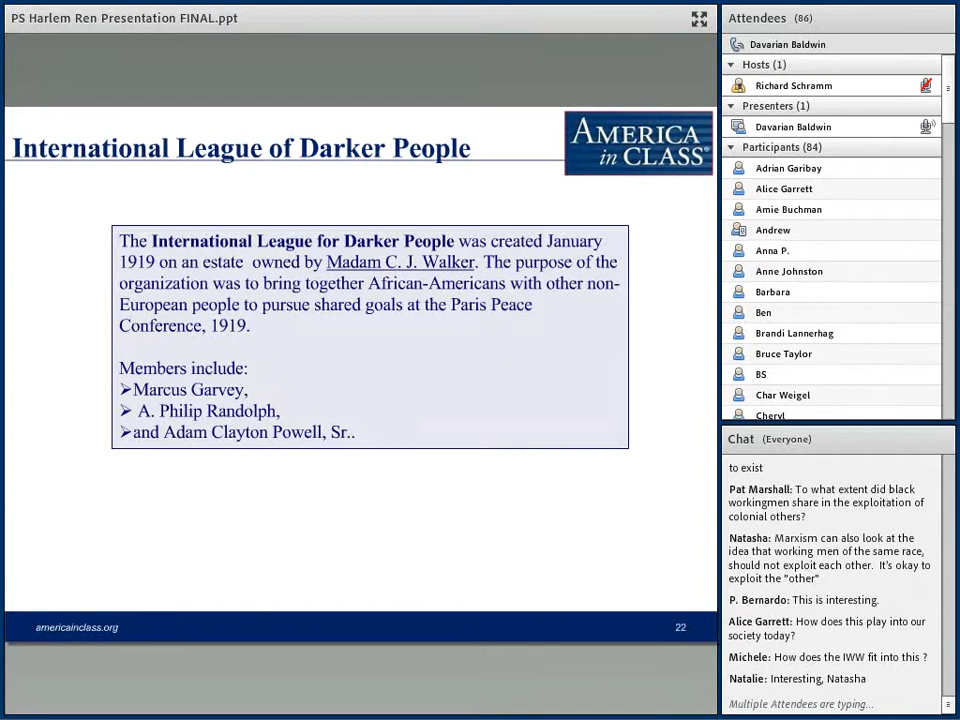 PS Harlem Ren Presentation FINAL.ppt
International League of Darker People
AMERICA
in CLASS®
The International League for Darker People was created January
1919 on an estate owned by Madam C. J. Walker. The purpose of the
organization was to bring together African-Americans with other non-
European people to pursue shared goals at the Paris Peace
Conference, 1919.
Members include:
➢Marcus Garvey,
➢ A. Philip Randolph,
➢and Adam Clayton Powell, Sr..
americainclass.org
22
Attendees (86)
Davarian Baldwin
Hosts (1)
Richard Schramm
Presenters (1)
Davarian Baldwin
Participants (84)
Adrian Garibay
Alice Garrett
Amie Buchman
Andrew
Anna P.
Anne Johnston
Barbara
Ben
Brandi Lannerhag
Bruce Taylor
BS
Char Weigel
Cheryl
Chat (Everyone)
to exist
Pat Marshall: To what extent did black
workingmen share in the exploitation of
colonial others?
Natasha: Marxism can also look at the
idea that working men of the same race,
should not exploit each other. It's okay to
exploit the "other"
P. Bernardo: This is interesting.
Alice Garrett: How does this play into our
society today?
Michele: How does the IWW fit into this ?
Natalie: Interesting, Natasha
Multiple Attendees are typing...